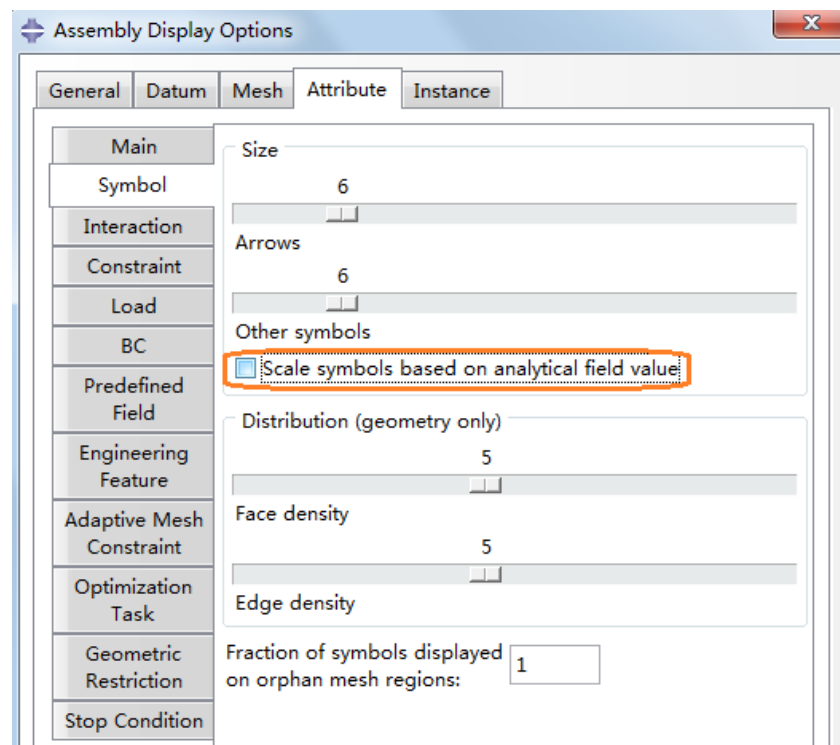 Assembly Display Options
General Datum Mesh Attribute Instance
Main
Symbol
Interaction
Constraint
Load
BC
Predefined
Field
Engineering
Feature
Adaptive Mesh
Constraint
Optimization
Task
Geometric
Restriction
Stop Condition
Size
6
Arrows
6
Other symbols
Scale symbols based on analytical field value
Distribution (geometry only)
5
Face density
5
Edge density
Fraction of symbols displayed
on orphan mesh regions:
1